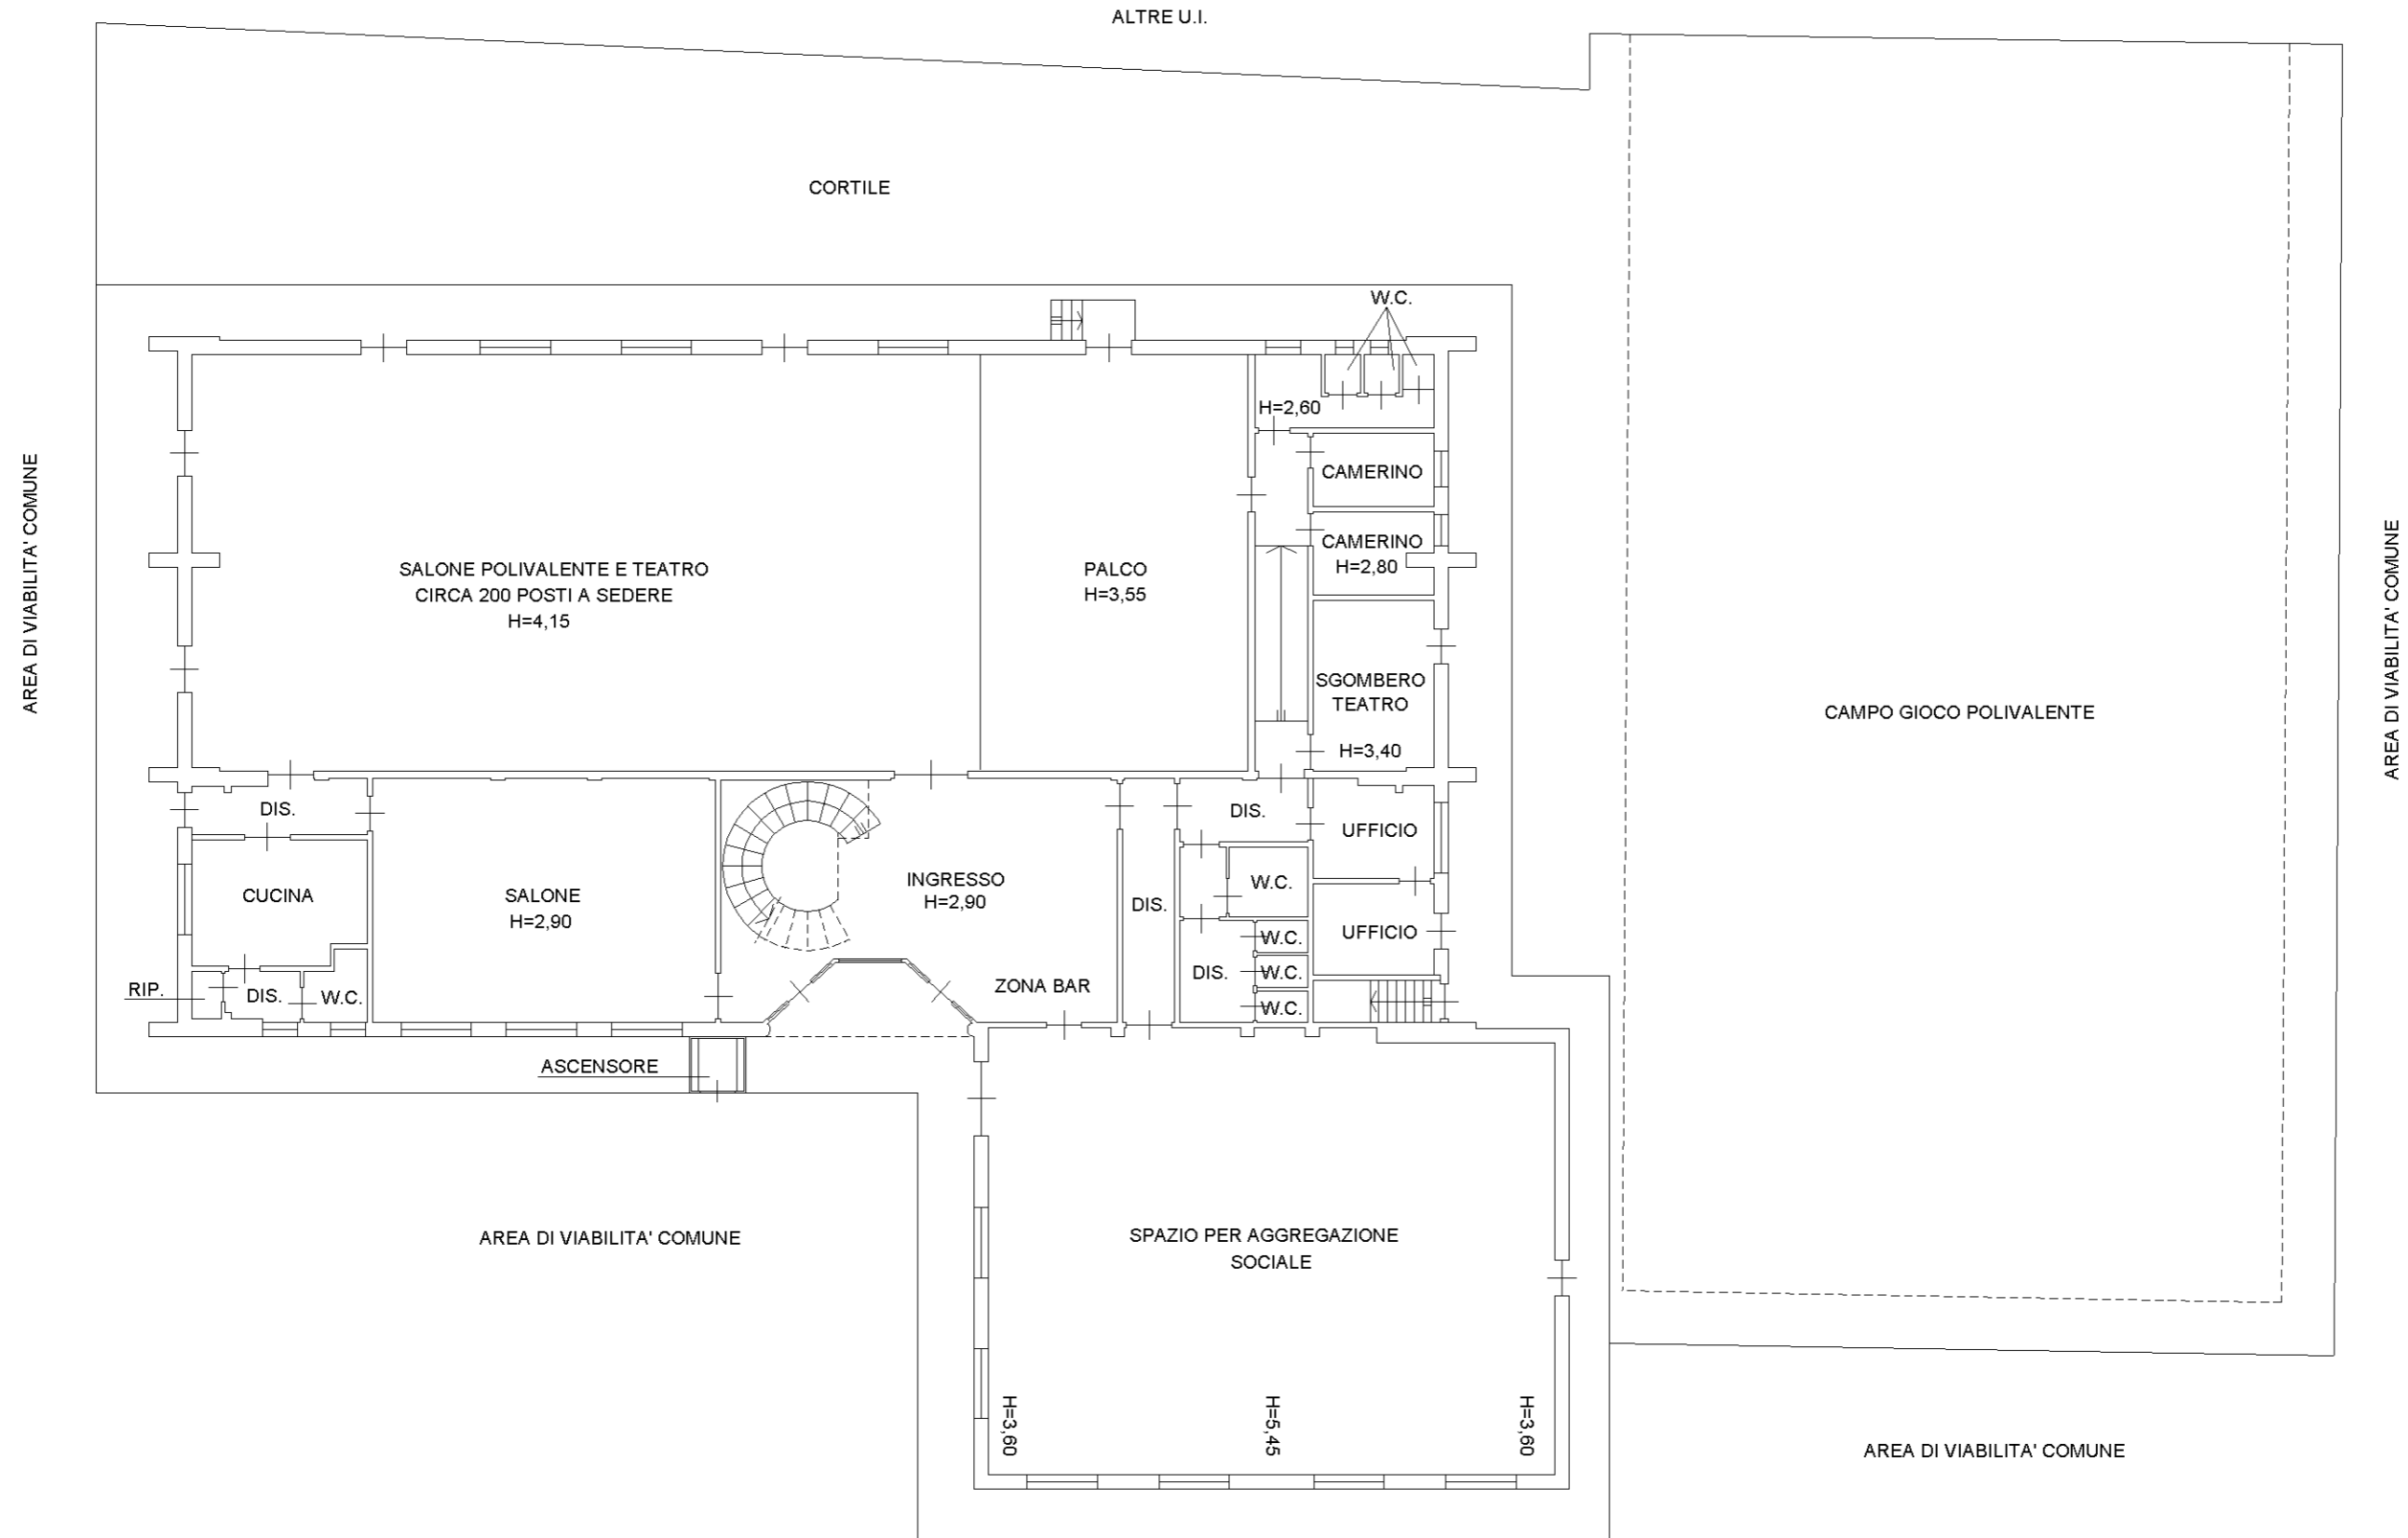 ALTRE U.I.
CORTILE
W.C.
H=2,60
CAMERINO
CAMERINO
H=2,80
AREA DI VIABILITA' COMUNE
SALONE POLIVALENTE E TEATRO
CIRCA 200 POSTI A SEDERE
H=4,15
PALCO
H=3,55
SGOMBERO
TEATRO
H=3,40
CAMPO GIOCO POLIVALENTE
AREA DI VIABILITA' COMUNE
DIS.
DIS.
UFFICIO
CUCINA
SALONE
H=2,90
INGRESSO
H=2,90
DIS.
W.C.
UFFICIO
W.C.
W.C.
W.C.
DIS.
RIP.
DIS.
W.C.
ZONA BAR
ASCENSORE
AREA DI VIABILITA' COMUNE
SPAZIO PER AGGREGAZIONE
SOCIALE
H=3,60
H=5,45
H=3,60
AREA DI VIABILITA' COMUNE